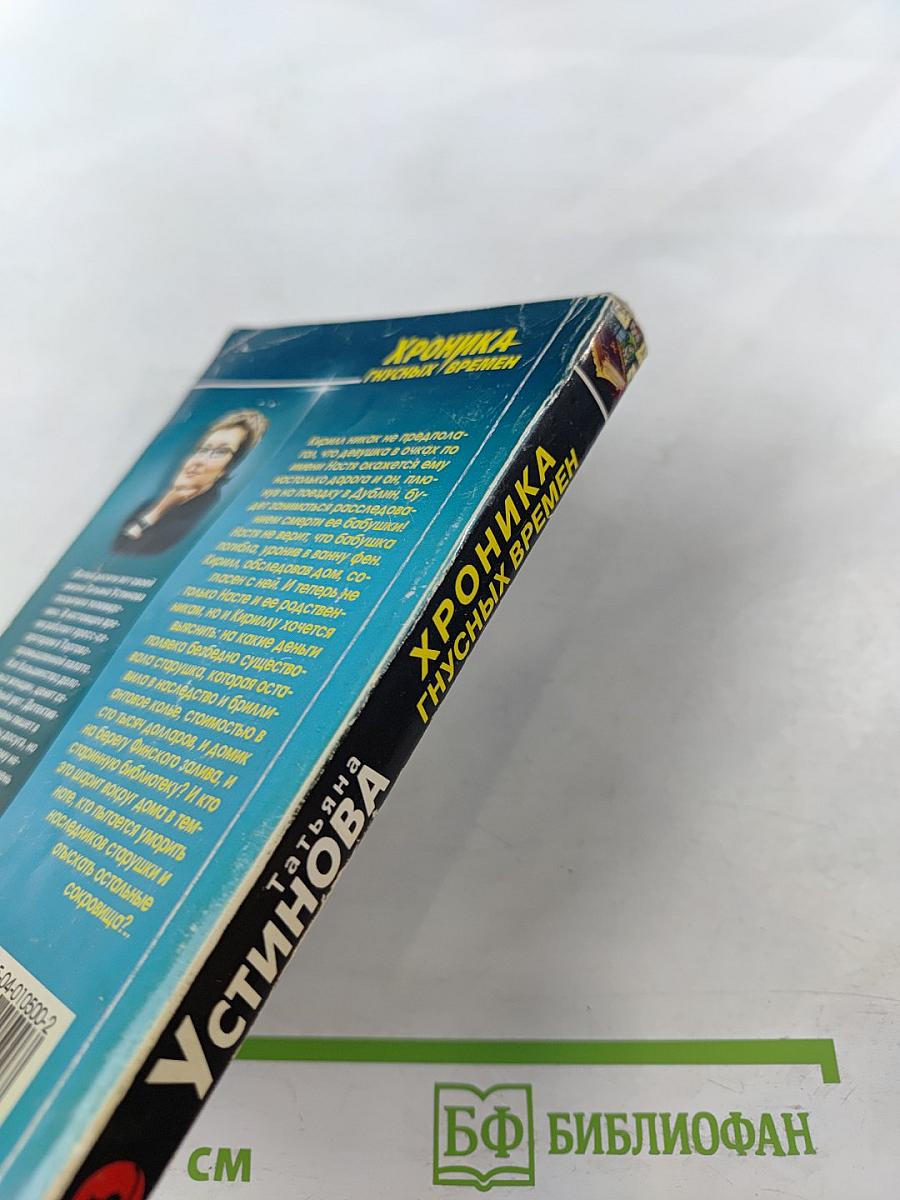 ХРОНИКА
ГНУСНЫХ ВРЕМЕН
Кирилл никак не предпола-
гал, что девушка в очках по
имени Настя окажется ему
настолько дорога и он, плю-
нув на поездку в Дублин, бу-
дет заниматься расследова-
нием смерти ее бабушки!
Настя не верит, что бабушка
погибла, уронив в ванну фен.
Кирилл, обследовав дом, со-
гласен с ней. И теперь не
только Насте и ее родствен-
никам, но и Кириллу хочется
выяснить: на какие деньги
полвека безбедно существо-
вала старушка, которая оста-
вила в наследство и брилли-
антовое колье, стоимостью в
сто тысяч долларов, и домик
на берегу Финского залива, и
старинную библиотеку? И кто
это шарит вокруг дома в тем-
ноте, кто пытается уморить
наследников старушки и
отыскать остальные
сокровища?..
5-04-010500-2
Татьяна
УСТИНОВА
ХРОНИКА
ГНУСНЫХ ВРЕМЕН
см
БФ БИБЛИОФАН